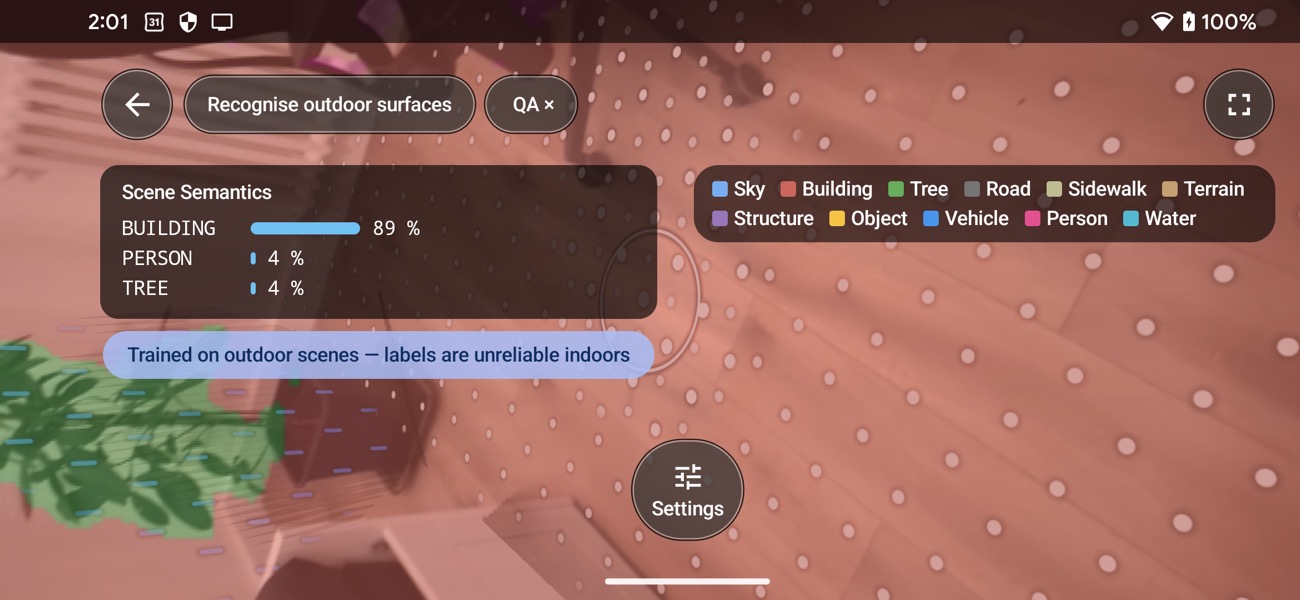 2:01 31 100%
Recognise outdoor surfaces
QA ×
Scene Semantics
BUILDING 89 %
PERSON 4 %
TREE 4 %
Sky Building Tree Road Sidewalk Terrain
Structure Object Vehicle Person Water
Trained on outdoor scenes — labels are unreliable indoors
Settings